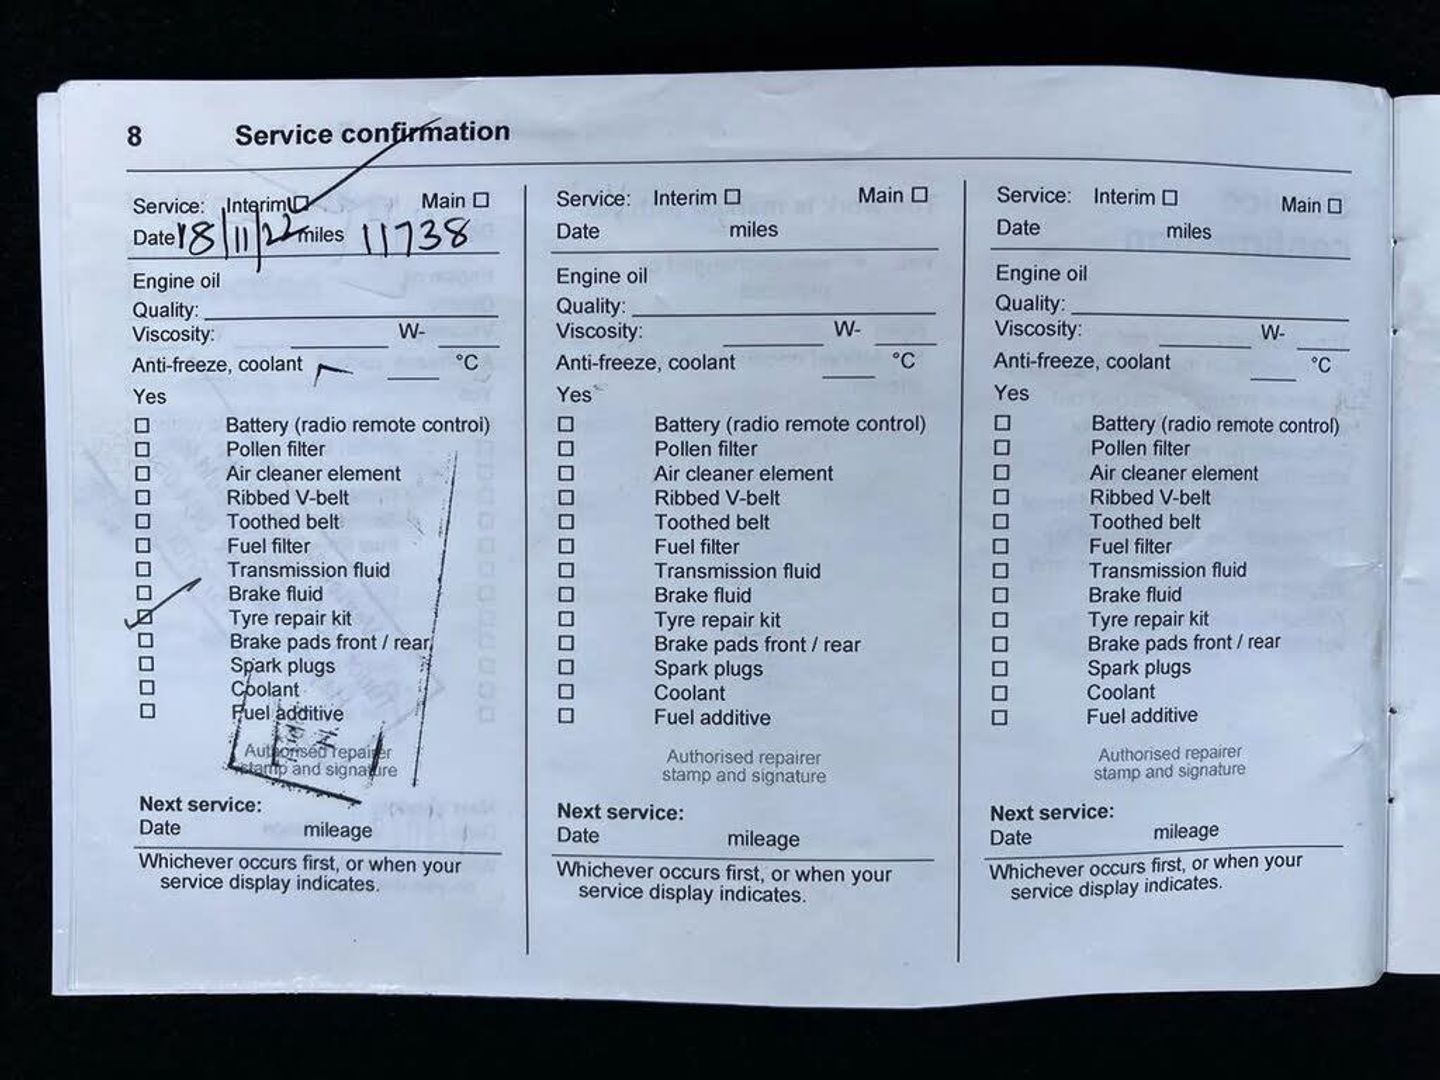 8 Service confirmation
Service: Interim Main
Date 18/11/22 miles 11738
Engine oil
Quality:
Viscosity: W-
Anti-freeze, coolant °C
Yes
Battery (radio remote control)
Pollen filter
Air cleaner element
Ribbed V-belt
Toothed belt
Fuel filter
Transmission fluid
Brake fluid
Tyre repair kit
Brake pads front / rear
Spark plugs
Coolant
Fuel additive
Authorised repairer
stamp and signature
Next service:
Date mileage
Whichever occurs first, or when your
service display indicates.
Service: Interim Main
Date miles
Engine oil
Quality:
Viscosity: W-
Anti-freeze, coolant °C
Yes
Battery (radio remote control)
Pollen filter
Air cleaner element
Ribbed V-belt
Toothed belt
Fuel filter
Transmission fluid
Brake fluid
Tyre repair kit
Brake pads front / rear
Spark plugs
Coolant
Fuel additive
Authorised repairer
stamp and signature
Next service:
Date mileage
Whichever occurs first, or when your
service display indicates.
Service: Interim Main
Date miles
Engine oil
Quality:
Viscosity: W-
Anti-freeze, coolant °C
Yes
Battery (radio remote control)
Pollen filter
Air cleaner element
Ribbed V-belt
Toothed belt
Fuel filter
Transmission fluid
Brake fluid
Tyre repair kit
Brake pads front / rear
Spark plugs
Coolant
Fuel additive
Authorised repairer
stamp and signature
Next service:
Date mileage
Whichever occurs first, or when your
service display indicates.